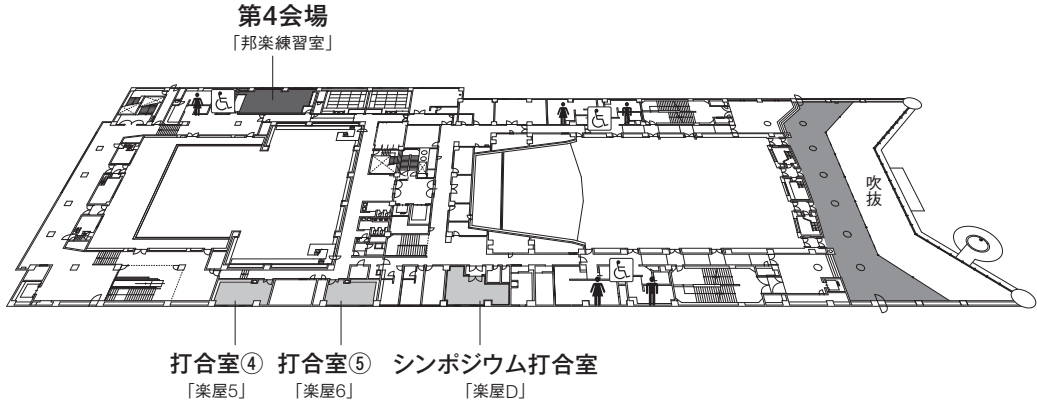 第4会場
「邦楽練習室」
吹抜
打合室④
「楽屋5」
打合室⑤
「楽屋6」
シンポジウム打合室
「楽屋D」